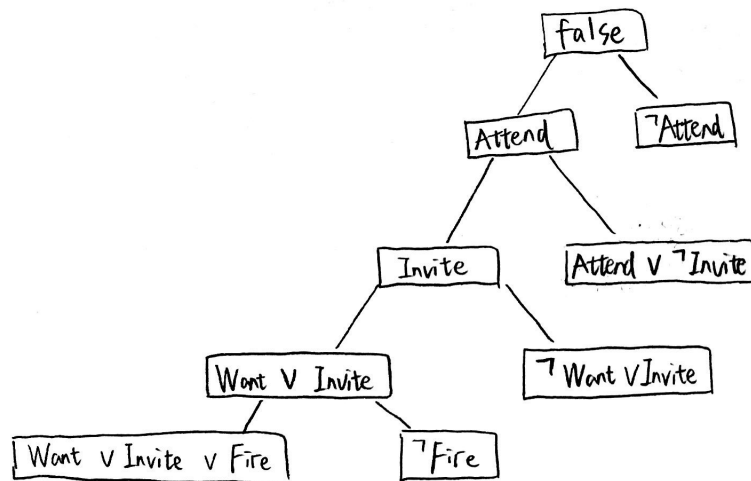 false
Attend
¬Attend
Invite
Attend ∨ ¬Invite
Want ∨ Invite
¬Want ∨ Invite
Want ∨ Invite ∨ Fire
¬Fire